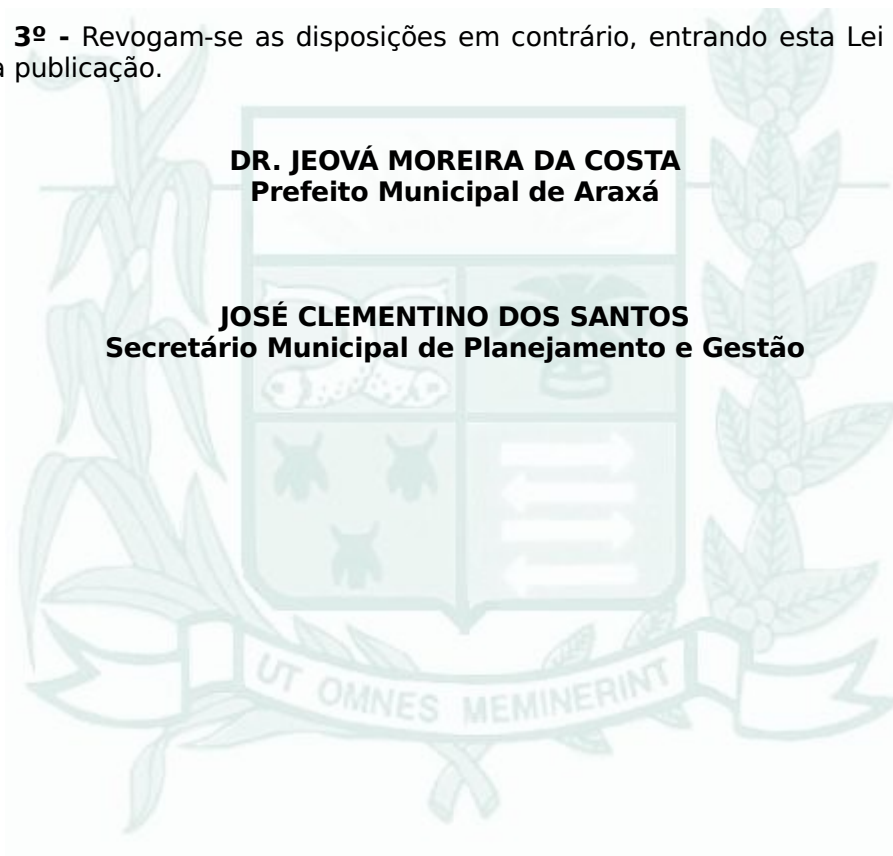 3º - Revogam-se as disposições em contrário, entrando esta Lei
a publicação.
DR. JEOVÁ MOREIRA DA COSTA
Prefeito Municipal de Araxá
JOSÉ CLEMENTINO DOS SANTOS
Secretário Municipal de Planejamento e Gestão
UT OMNES MEMINERINT